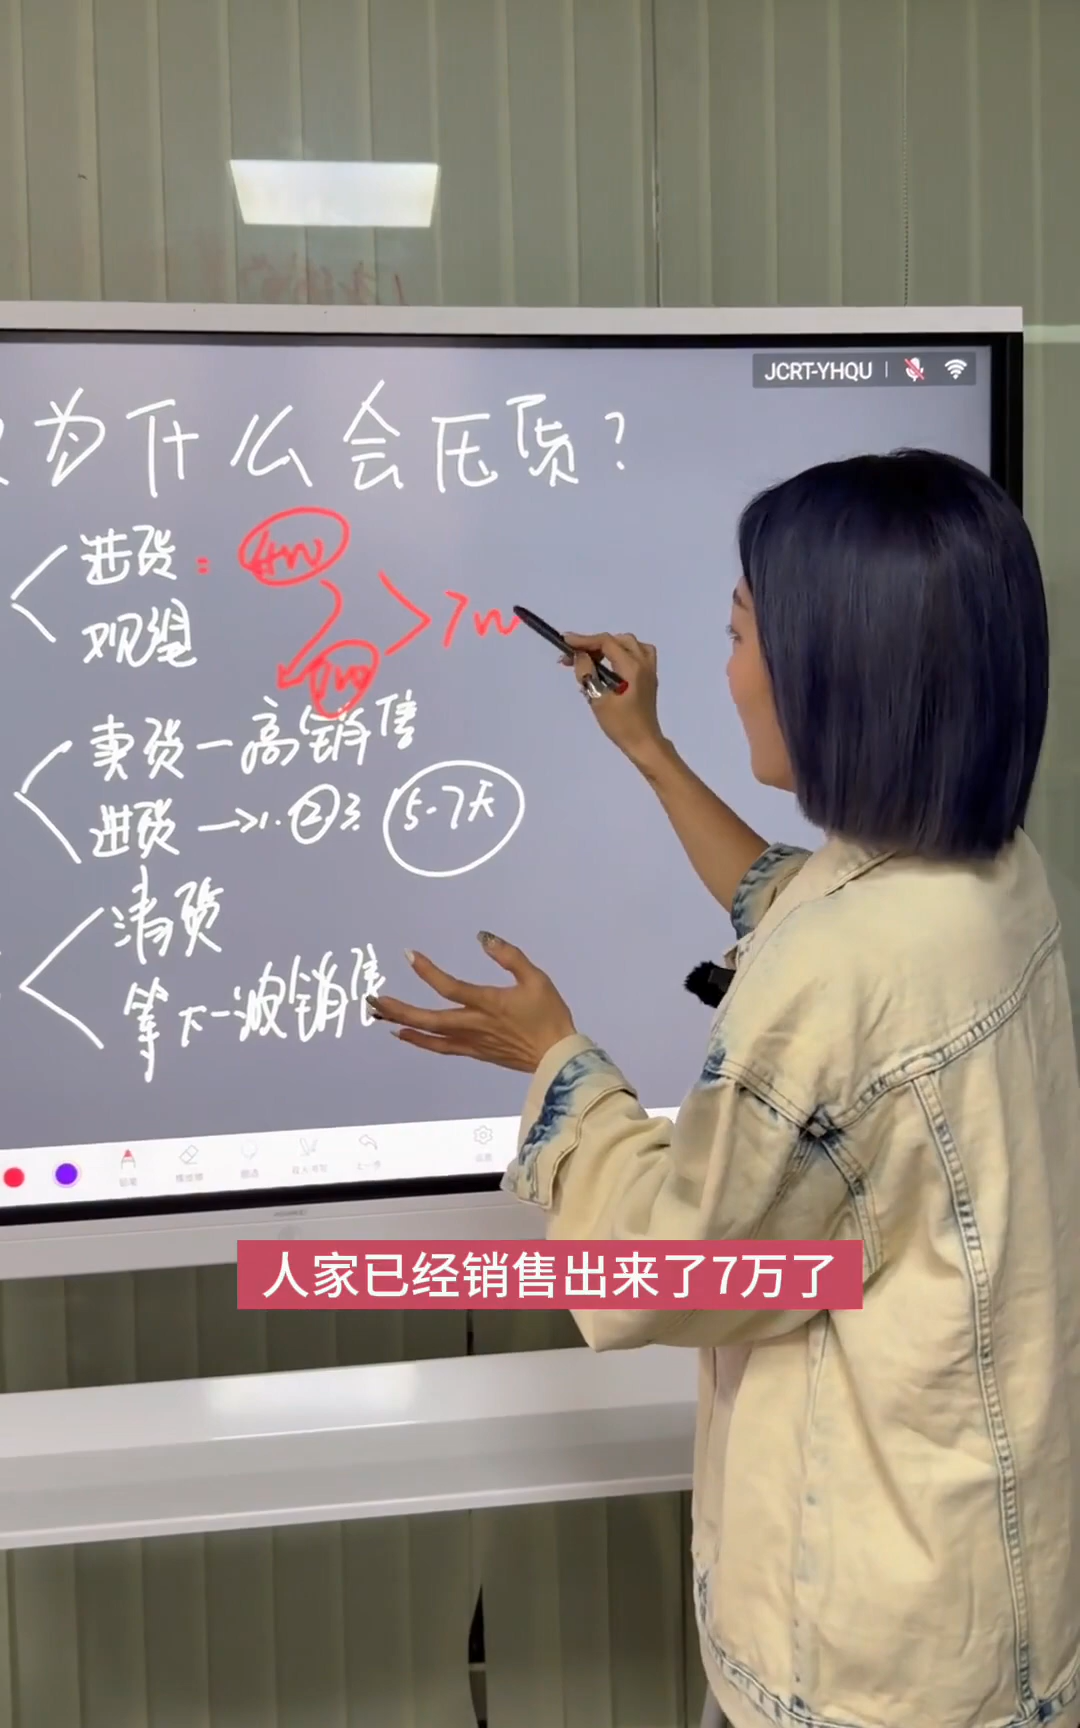 JCRT-YHQU
为什么会压货?
进货: 4w
观望
7w
卖货—高销售
进货→1.②3. 5-7天
清货
等下一波销售
人家已经销售出来了7万了